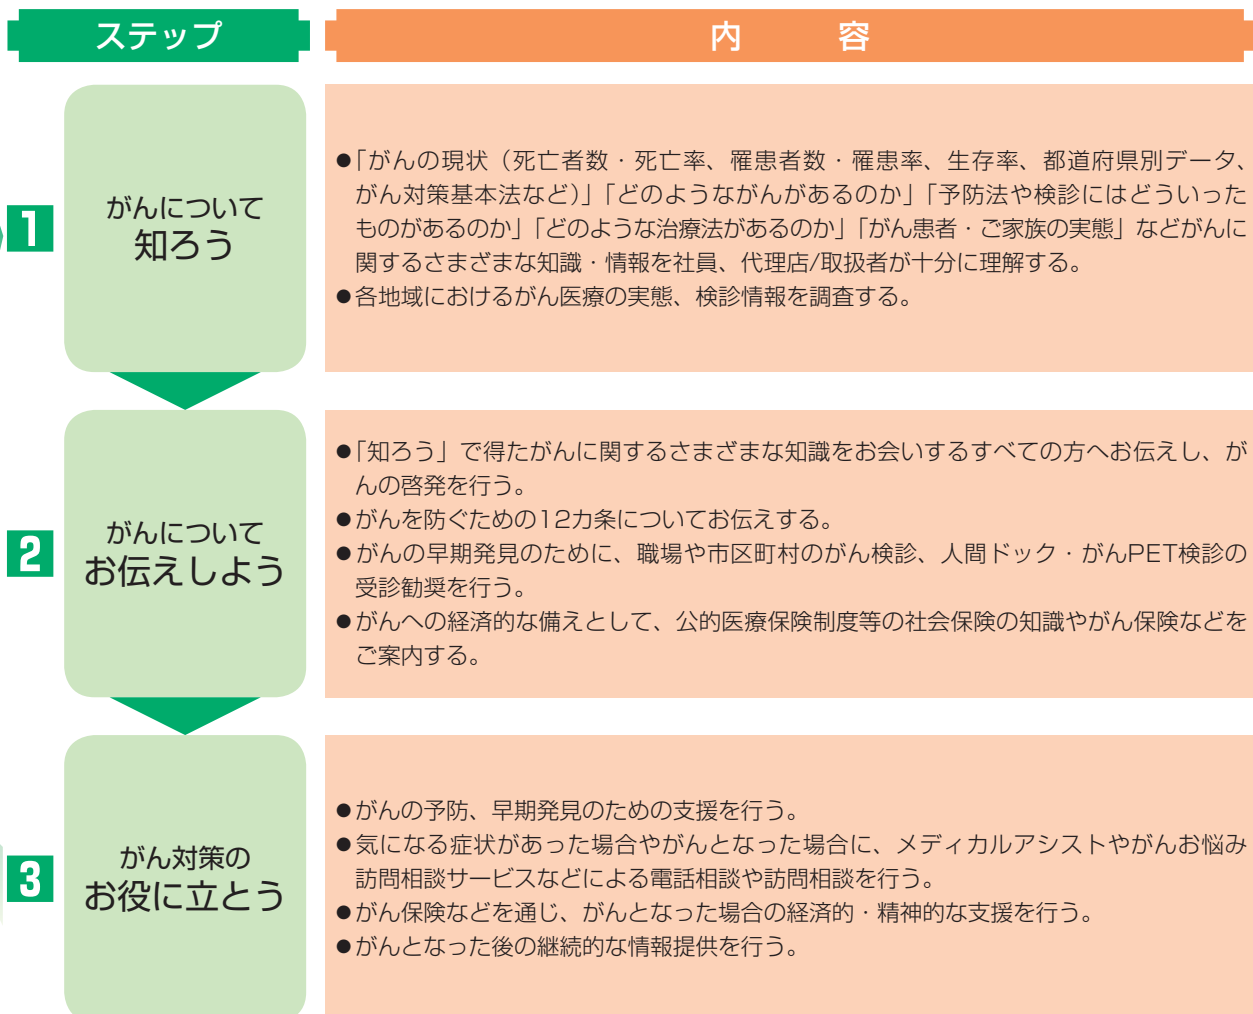 ステップ
内容
1
がんについて
知ろう
●「がんの現状（死亡者数・死亡率、罹患者数・罹患率、生存率、都道府県別データ、
がん対策基本法など）」「どのようながんがあるのか」「予防法や検診にはどういった
ものがあるのか」「どのような治療法があるのか」「がん患者・ご家族の実態」などがんに
関するさまざまな知識・情報を社員、代理店/取扱者が十分に理解する。
●各地域におけるがん医療の実態、検診情報を調査する。
2
がんについて
お伝えしよう
●「知ろう」で得たがんに関するさまざまな知識をお会いするすべての方へお伝えし、が
んの啓発を行う。
●がんを防ぐための12カ条についてお伝えする。
●がんの早期発見のために、職場や市区町村のがん検診、人間ドック・がんPET検診の
受診勧奨を行う。
●がんへの経済的な備えとして、公的医療保険制度等の社会保険の知識やがん保険などを
ご案内する。
3
がん対策の
お役に立とう
●がんの予防、早期発見のための支援を行う。
●気になる症状があった場合やがんとなった場合に、メディカルアシストやがんお悩み
訪問相談サービスなどによる電話相談や訪問相談を行う。
●がん保険などを通じ、がんとなった場合の経済的・精神的な支援を行う。
●がんとなった後の継続的な情報提供を行う。